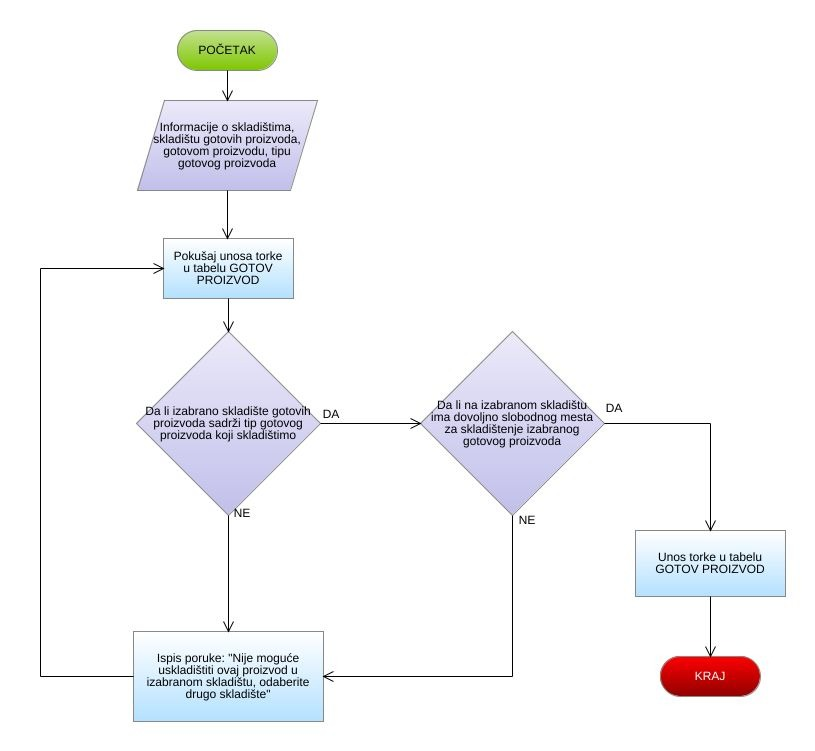 POČETAK
Informacije o skladištima,
skladištu gotovih proizvoda,
gotovom proizvodu, tipu
gotovog proizvoda
Pokušaj unosa torke
u tabelu GOTOV
PROIZVOD
Da li izabrano skladište gotovih
proizvoda sadrži tip gotovog
proizvoda koji skladištimo
DA
NE
Da li na izabranom skladištu
ima dovoljno slobodnog mesta
za skladištenje izabranog
gotovog proizvoda
DA
NE
Unos torke u tabelu
GOTOV PROIZVOD
KRAJ
Ispis poruke: "Nije moguće
uskladištiti ovaj proizvod u
izabranom skladištu, odaberite
drugo skladište"